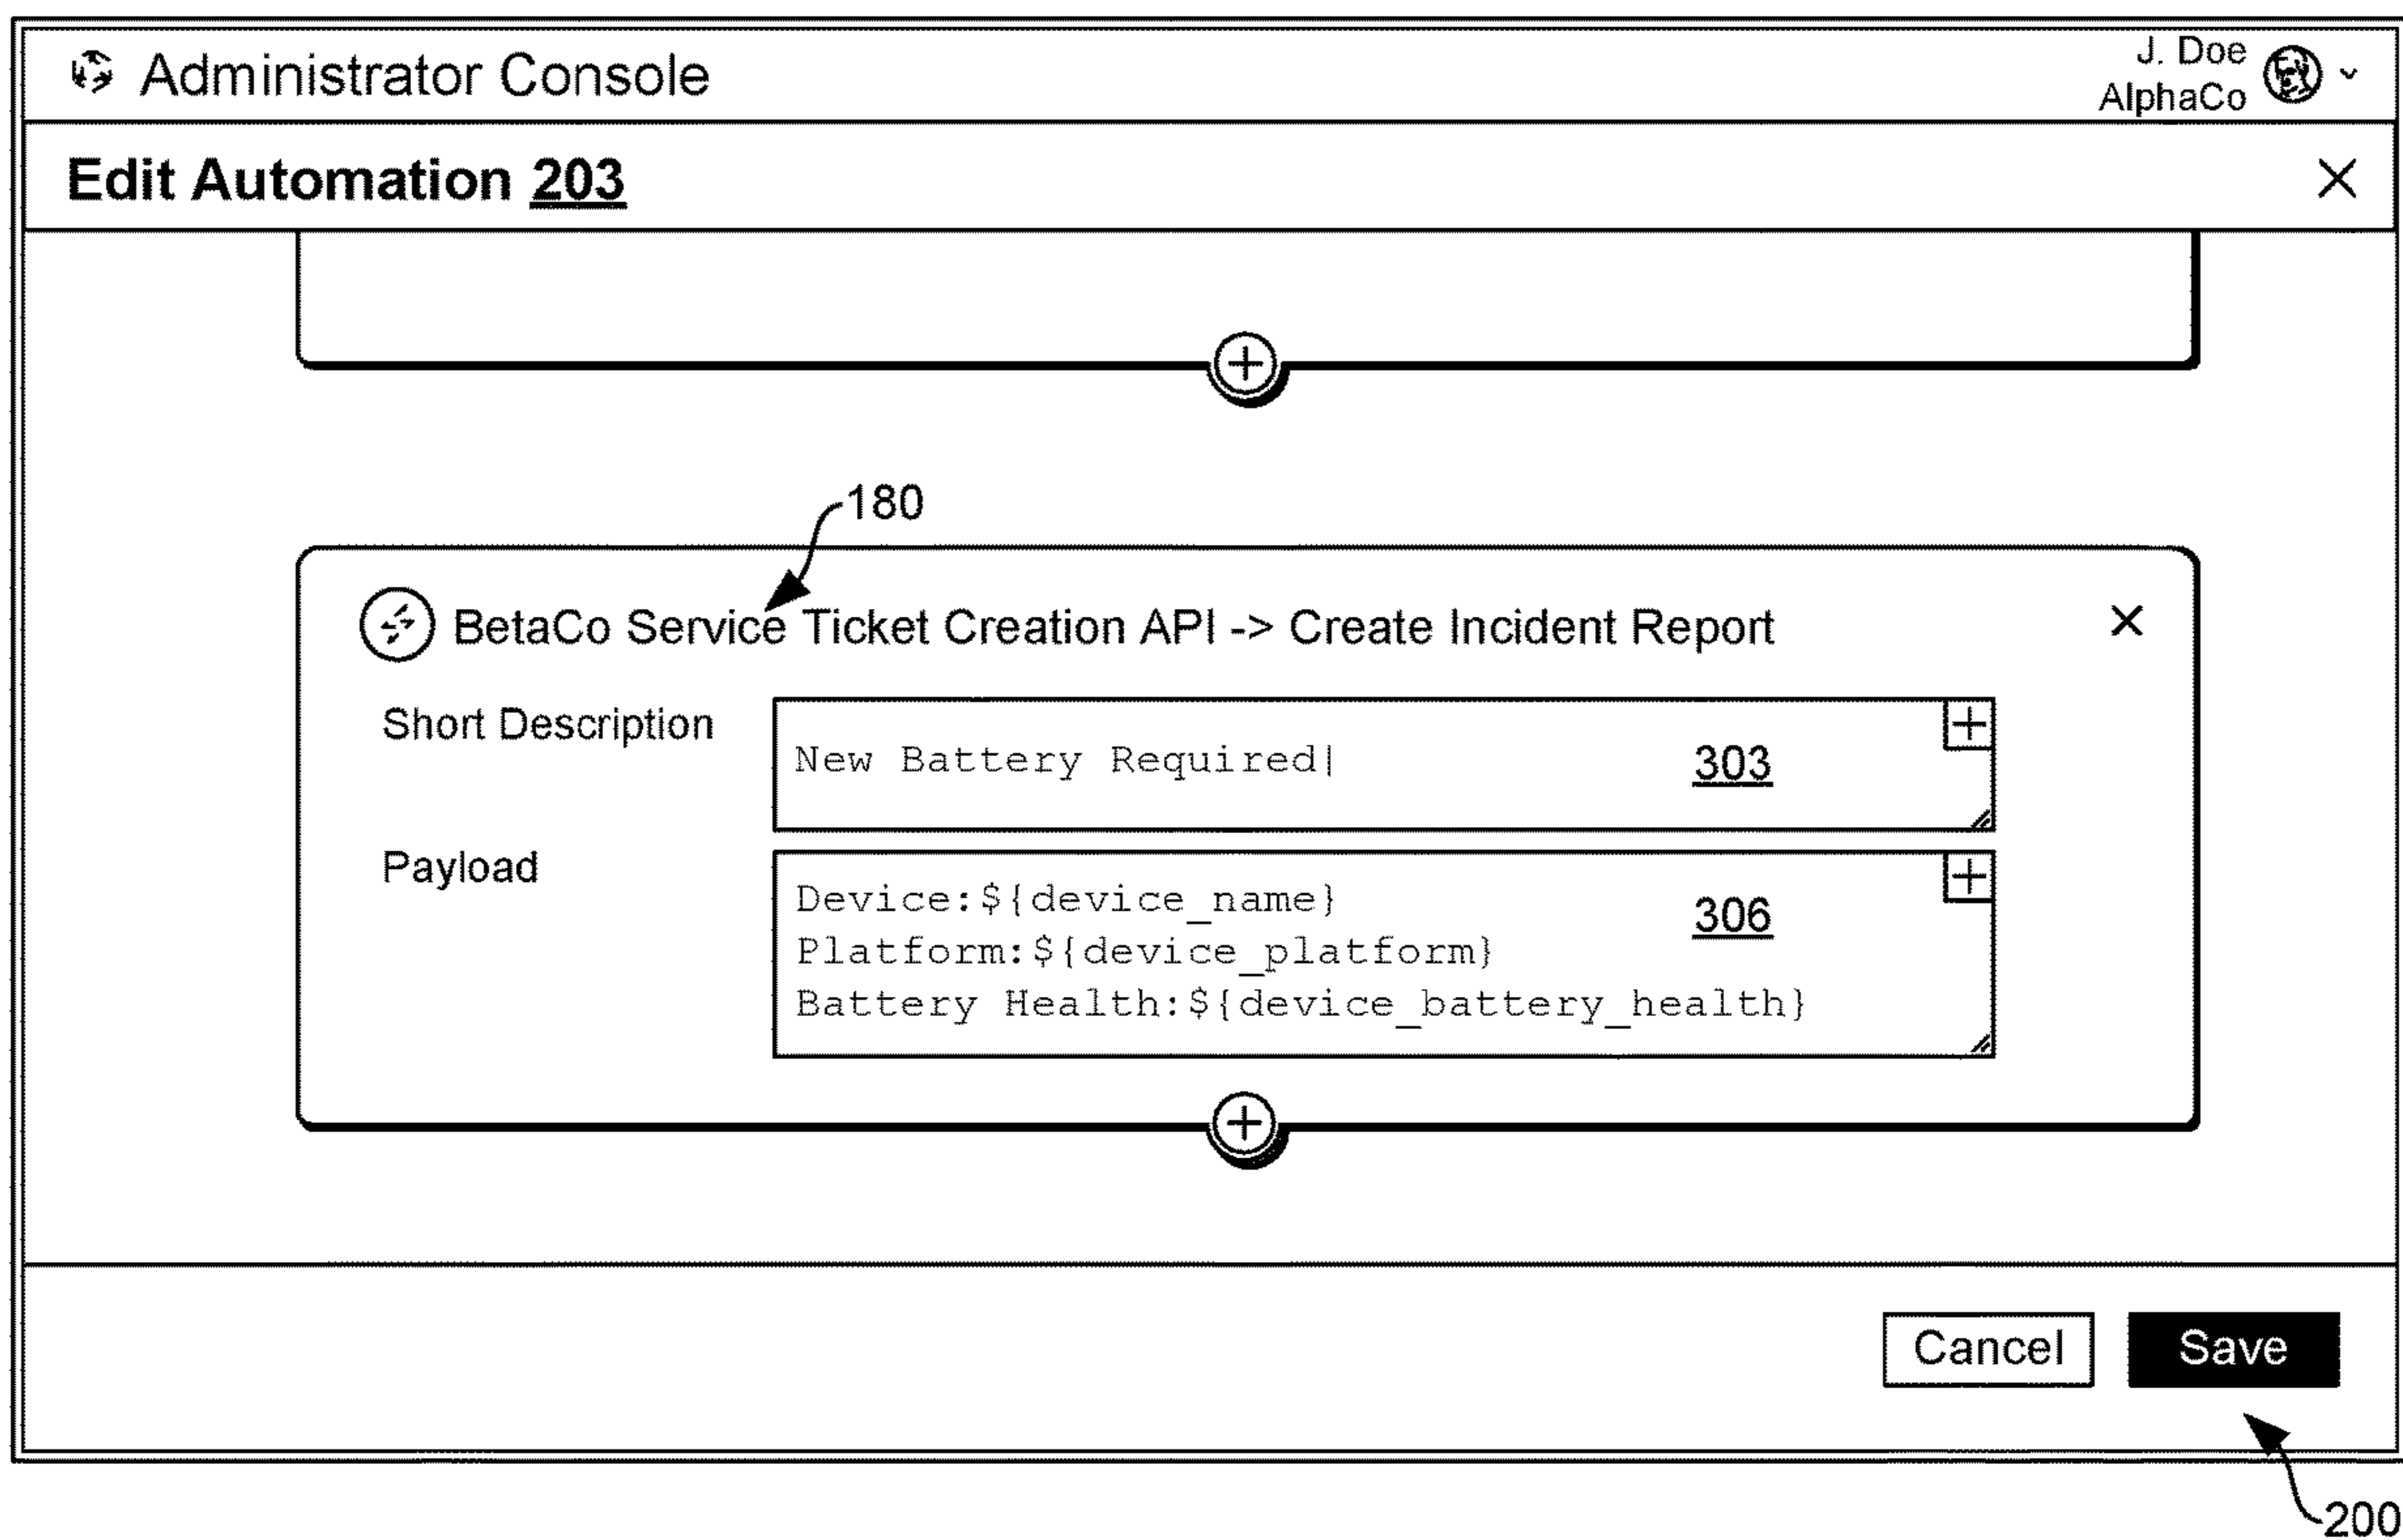 Administrator Console
J. Doe
AlphaCo
Edit Automation 203
180
BetaCo Service Ticket Creation API -> Create Incident Report
Short Description
New Battery Required|
303
Payload
Device:${device_name}
306
Platform:${device_platform}
Battery Health:${device_battery_health}
Cancel
Save
200